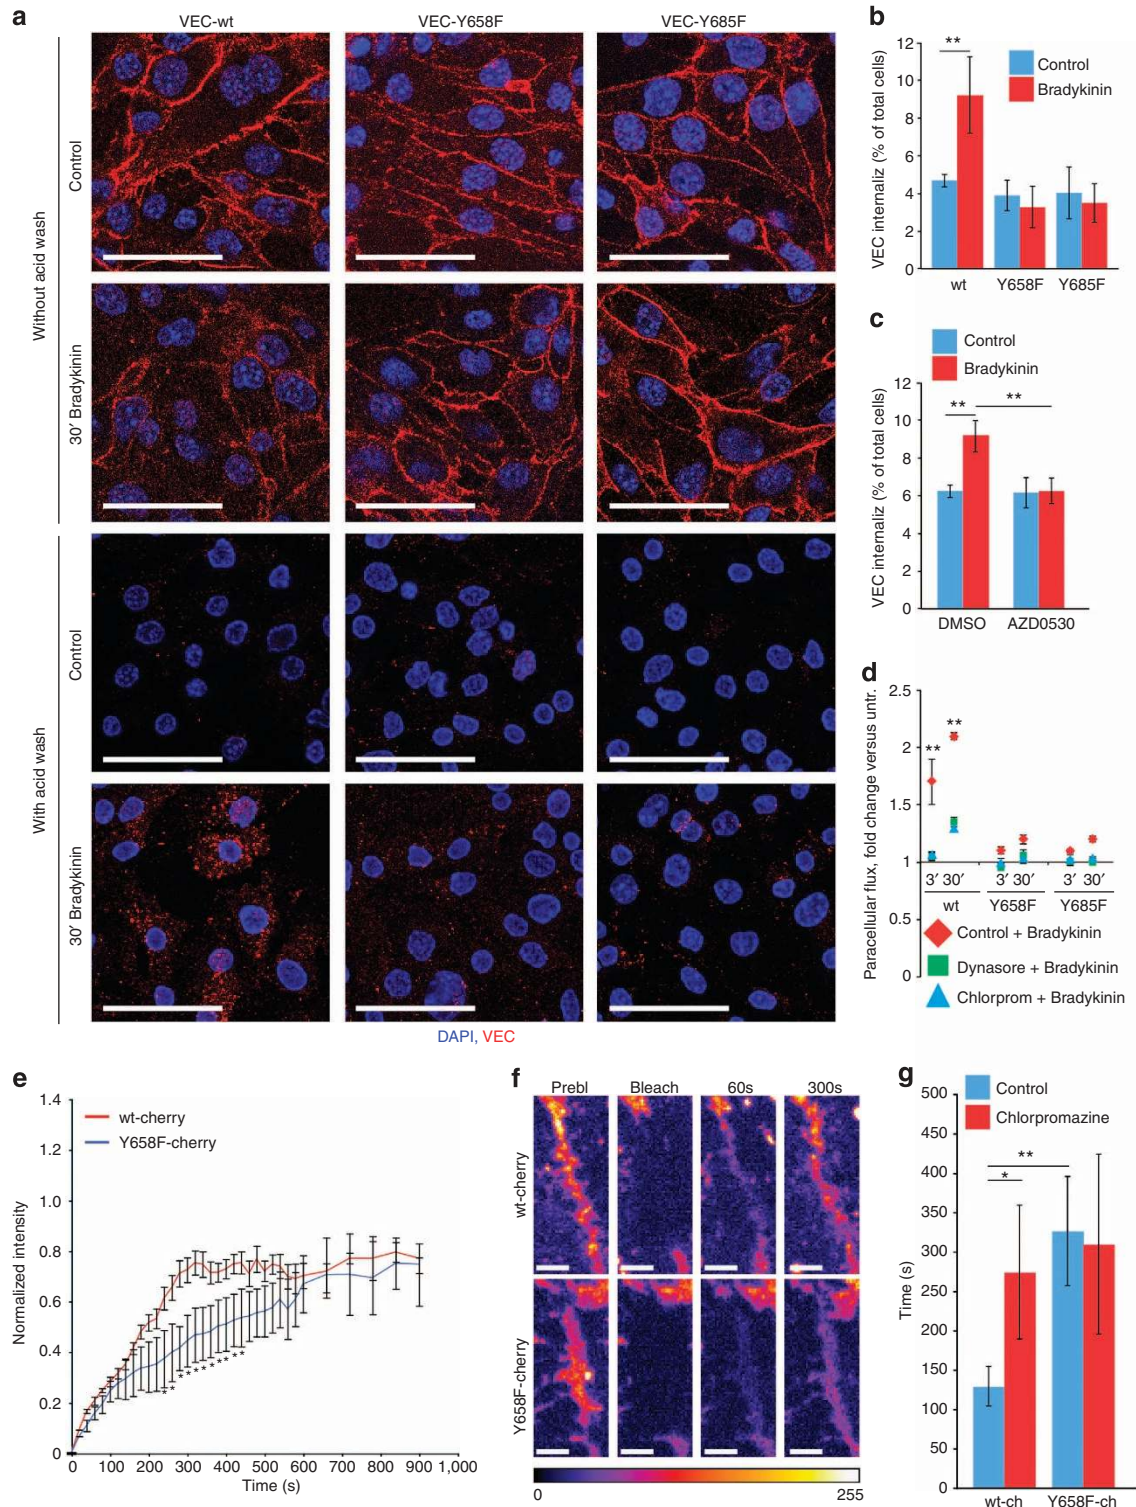 a
VEC-wt
VEC-Y658F
VEC-Y685F
Without acid wash
Control
30′ Bradykinin
With acid wash
Control
30′ Bradykinin
DAPI, VEC
b
VEC internaliz (% of total cells)
12
10
8
6
4
2
0
**
Control
Bradykinin
wt
Y658F
Y685F
c
Control
Bradykinin
VEC internaliz (% of total cells)
12
10
8
6
4
2
0
**
**
DMSO
AZD0530
d
Paracellular flux, fold change versus untr.
2.5
2
1.5
1
0.5
0
**
**
3′ 30′
3′ 30′
3′ 30′
wt
Y658F
Y685F
Control + Bradykinin
Dynasore + Bradykinin
Chlorprom + Bradykinin
e
Normalized intensity
1.4
1.2
1.0
0.8
0.6
0.4
0.2
0
wt-cherry
Y658F-cherry
***********
0 100 200 300 400 500 600 700 800 900 1,000
Time (s)
f
Prebl
Bleach
60s
300s
wt-cherry
Y658F-cherry
0
255
g
Control
Chlorpromazine
Time (s)
500
450
400
350
300
250
200
150
100
50
0
**
*
wt-ch
Y658F-ch